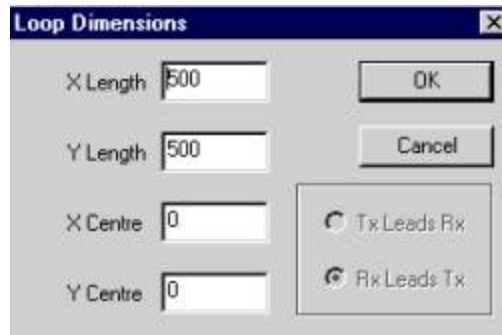 Loop Dimensions
X Length 500
OK
Y Length 500
Cancel
X Centre 0
Tx Leads Rx
Rx Leads Tx
Y Centre 0